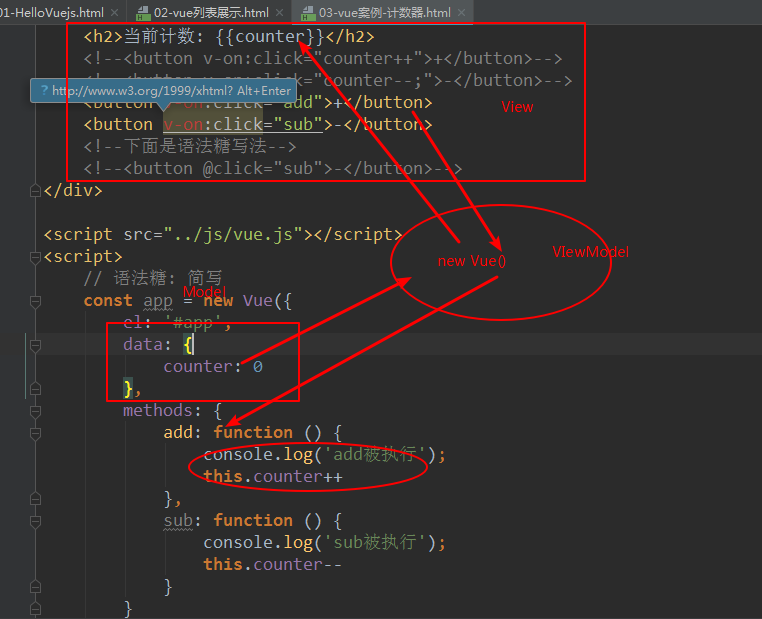 01-HelloVuejs.html
02-vue列表展示.html
03-vue案例-计数器.html
<h2>当前计数: {{counter}}</h2>
<!--<button v-on:click="counter++">+</button>-->
<!--<button v-on:click="counter--;">-</button>-->
? http://www.w3.org/1999/xhtml? Alt+Enter
<button v-on:click="add">+</button>
View
<button v-on:click="sub">-</button>
<!--下面是语法糖写法-->
<!--<button @click="sub">-</button>-->
</div>
<script src="../js/vue.js"></script>
<script>
new Vue()
VIewModel
// 语法糖: 简写
Model
const app = new Vue({
el: '#app',
data: {
counter: 0
},
methods: {
add: function () {
console.log('add被执行');
this.counter++
},
sub: function () {
console.log('sub被执行');
this.counter--
}
}